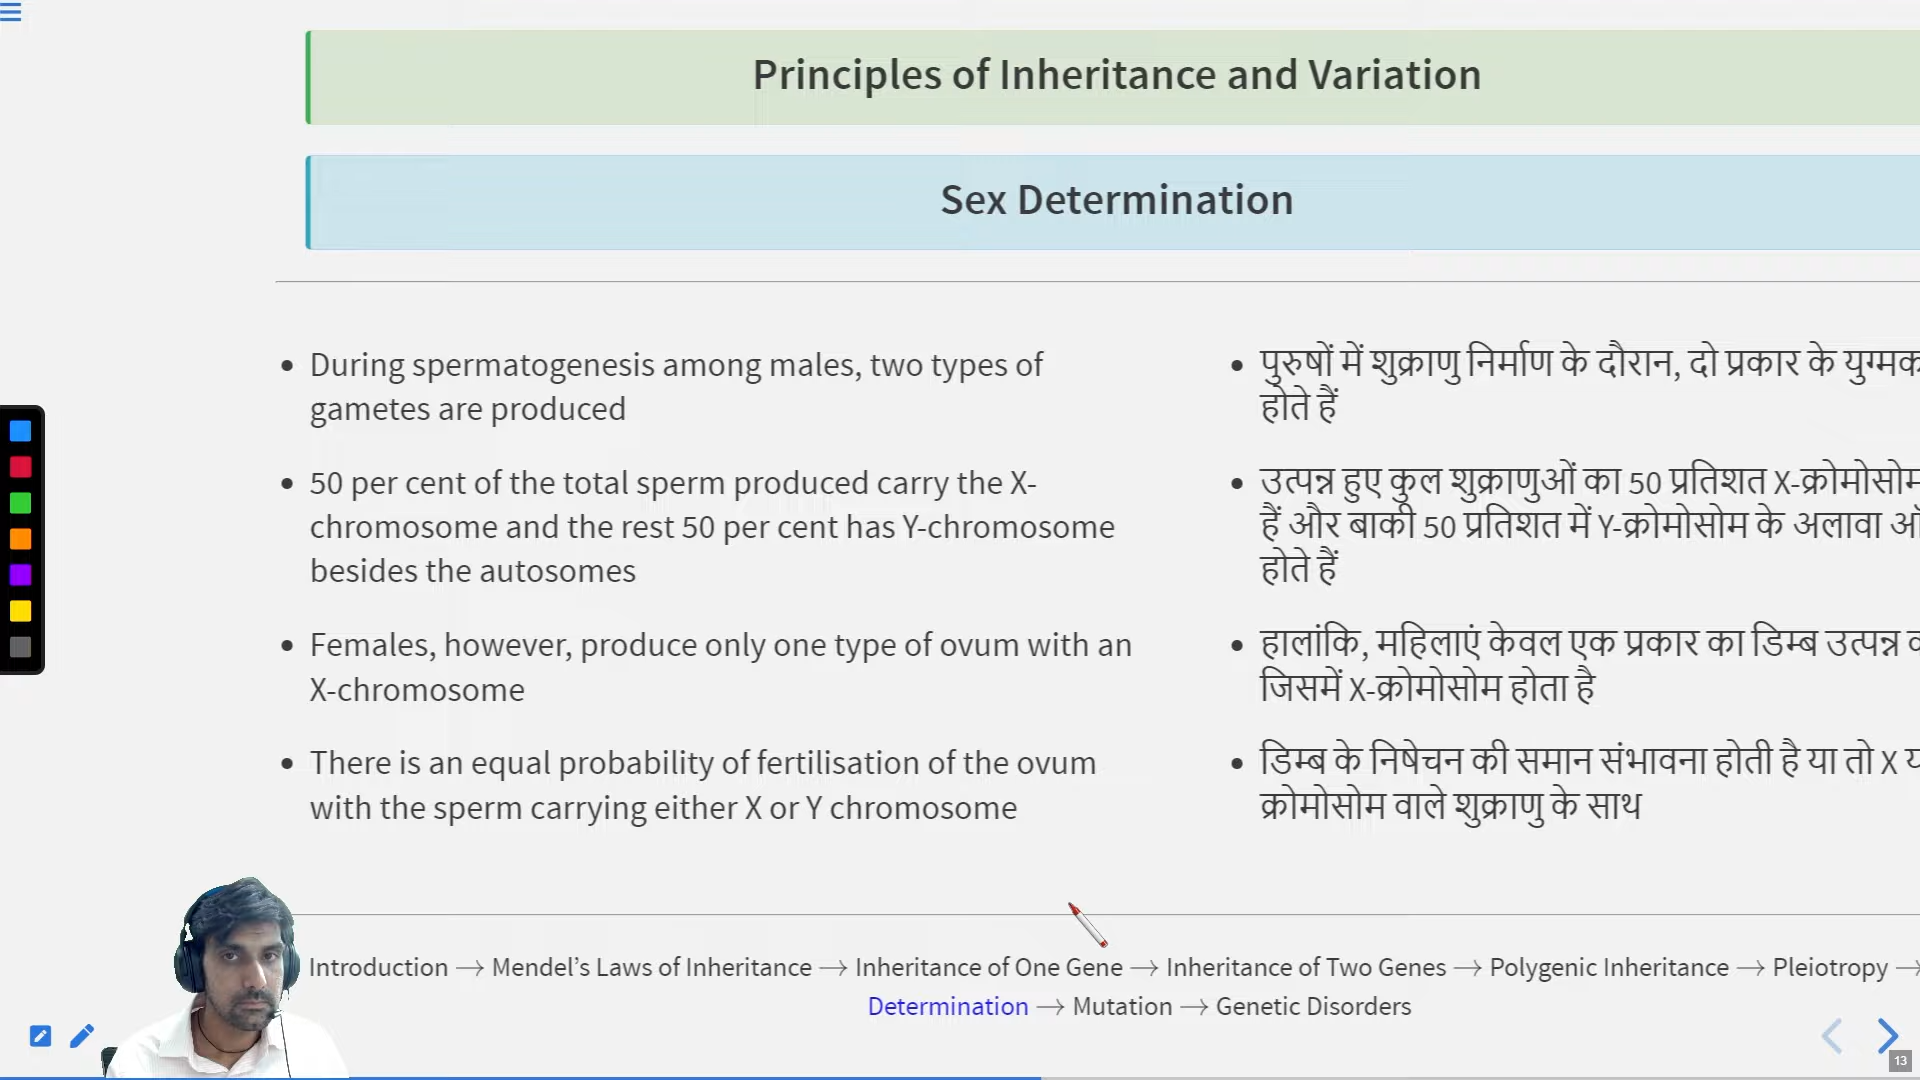 Principles of Inheritance and Variation
Sex Determination
• During spermatogenesis among males, two types of
gametes are produced
• 50 per cent of the total sperm produced carry the X-
chromosome and the rest 50 per cent has Y-chromosome
besides the autosomes
• Females, however, produce only one type of ovum with an
X-chromosome
• There is an equal probability of fertilisation of the ovum
with the sperm carrying either X or Y chromosome
• पुरुषों में शुक्राणु निर्माण के दौरान, दो प्रकार के युग्मक
होते हैं
• उत्पन्न हुए कुल शुक्राणुओं का 50 प्रतिशत X-क्रोमोसोम
हैं और बाकी 50 प्रतिशत में Y-क्रोमोसोम के अलावा
होते हैं
• हालांकि, महिलाएं केवल एक प्रकार का डिम्ब उत्पन्न
जिसमें X-क्रोमोसोम होता है
• डिम्ब के निषेचन की समान संभावना होती है या तो X
क्रोमोसोम वाले शुक्राणु के साथ
Introduction → Mendel’s Laws of Inheritance → Inheritance of One Gene → Inheritance of Two Genes → Polygenic Inheritance → Pleiotropy →
Determination → Mutation → Genetic Disorders
13